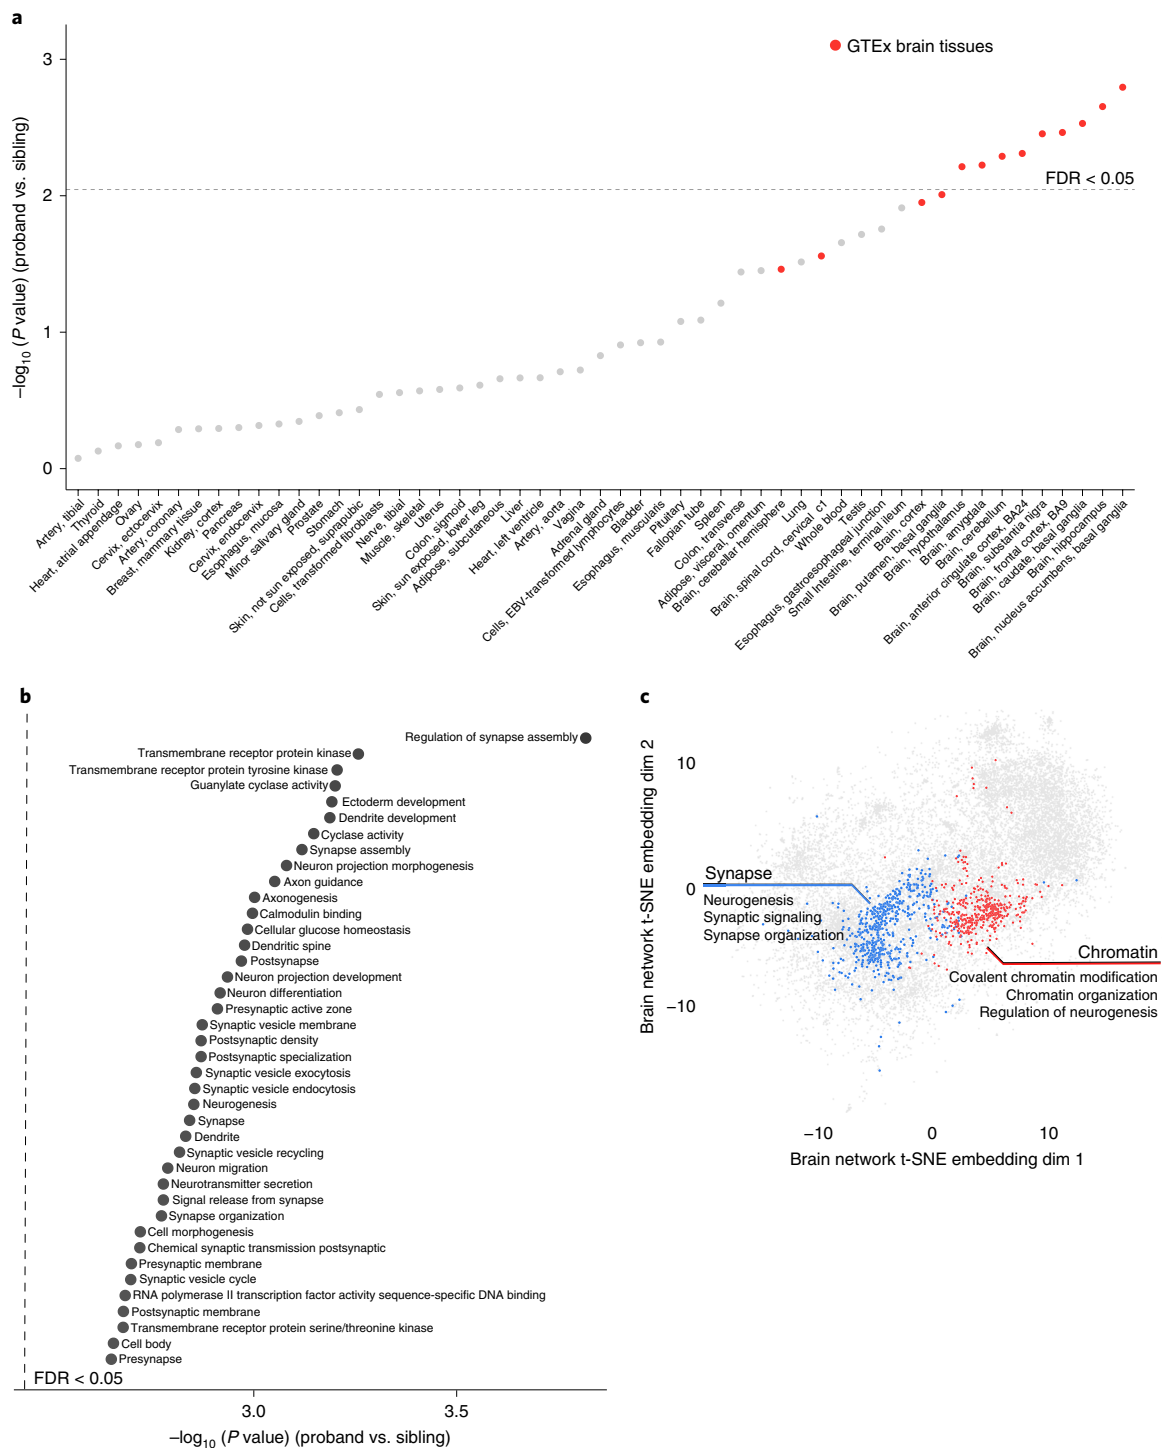 a
3
2
1
0
−log10 (P value) (proband vs. sibling)
GTEx brain tissues
FDR < 0.05
Artery, tibial
Thyroid
Heart, atrial appendage
Ovary
Cervix, ectocervix
Artery, coronary
Breast, mammary tissue
Kidney, cortex
Pancreas
Cervix, endocervix
Esophagus, mucosa
Minor salivary gland
Prostate
Stomach
Skin, not sun exposed, suprapubic
Cells, transformed fibroblasts
Nerve, tibial
Muscle, skeletal
Uterus
Colon, sigmoid
Skin, sun exposed, lower leg
Adipose, subcutaneous
Liver
Heart, left ventricle
Artery, aorta
Vagina
Adrenal gland
Cells, EBV-transformed lymphocytes
Bladder
Esophagus, muscularis
Pituitary
Fallopian tube
Spleen
Colon, transverse
Adipose, visceral, omentum
Brain, cerebellar hemisphere
Lung
Brain, spinal cord, cervical, c1
Whole blood
Testis
Esophagus, gastroesophageal junction
Small Intestine, terminal ileum
Brain, cortex
Brain, putamen, basal ganglia
Brain, hypothalamus
Brain, amygdala
Brain, cerebellum
Brain, anterior cingulate cortex, BA24
Brain, substantia nigra
Brain, frontal cortex, BA9
Brain, caudate, basal ganglia
Brain, hippocampus
Brain, nucleus accumbens, basal ganglia
b
Regulation of synapse assembly
Transmembrane receptor protein kinase
Transmembrane receptor protein tyrosine kinase
Guanylate cyclase activity
Ectoderm development
Dendrite development
Cyclase activity
Synapse assembly
Neuron projection morphogenesis
Axon guidance
Axonogenesis
Calmodulin binding
Cellular glucose homeostasis
Dendritic spine
Postsynapse
Neuron projection development
Neuron differentiation
Presynaptic active zone
Synaptic vesicle membrane
Postsynaptic density
Postsynaptic specialization
Synaptic vesicle exocytosis
Synaptic vesicle endocytosis
Neurogenesis
Synapse
Dendrite
Synaptic vesicle recycling
Neuron migration
Neurotransmitter secretion
Signal release from synapse
Synapse organization
Cell morphogenesis
Chemical synaptic transmission postsynaptic
Presynaptic membrane
Synaptic vesicle cycle
RNA polymerase II transcription factor activity sequence-specific DNA binding
Postsynaptic membrane
Transmembrane receptor protein serine/threonine kinase
Cell body
Presynapse
FDR < 0.05
3.0
3.5
−log10 (P value) (proband vs. sibling)
c
Brain network t-SNE embedding dim 2
10
0
−10
Synapse
Neurogenesis
Synaptic signaling
Synapse organization
Chromatin
Covalent chromatin modification
Chromatin organization
Regulation of neurogenesis
−10
0
10
Brain network t-SNE embedding dim 1